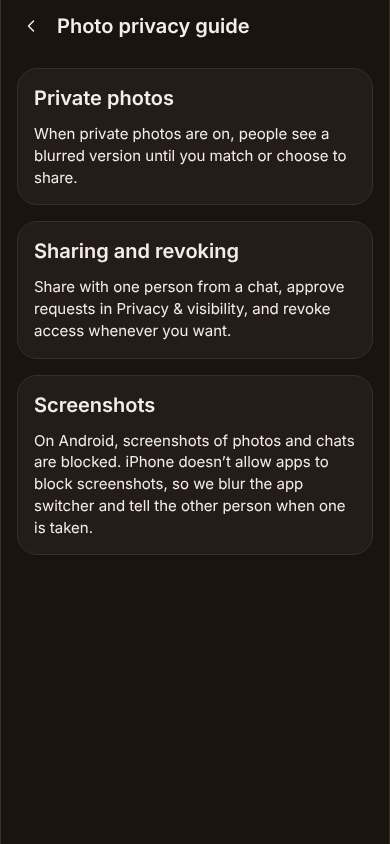 Photo privacy guide
Private photos
When private photos are on, people see a
blurred version until you match or choose to
share.
Sharing and revoking
Share with one person from a chat, approve
requests in Privacy & visibility, and revoke
access whenever you want.
Screenshots
On Android, screenshots of photos and chats
are blocked. iPhone doesn’t allow apps to
block screenshots, so we blur the app
switcher and tell the other person when one
is taken.